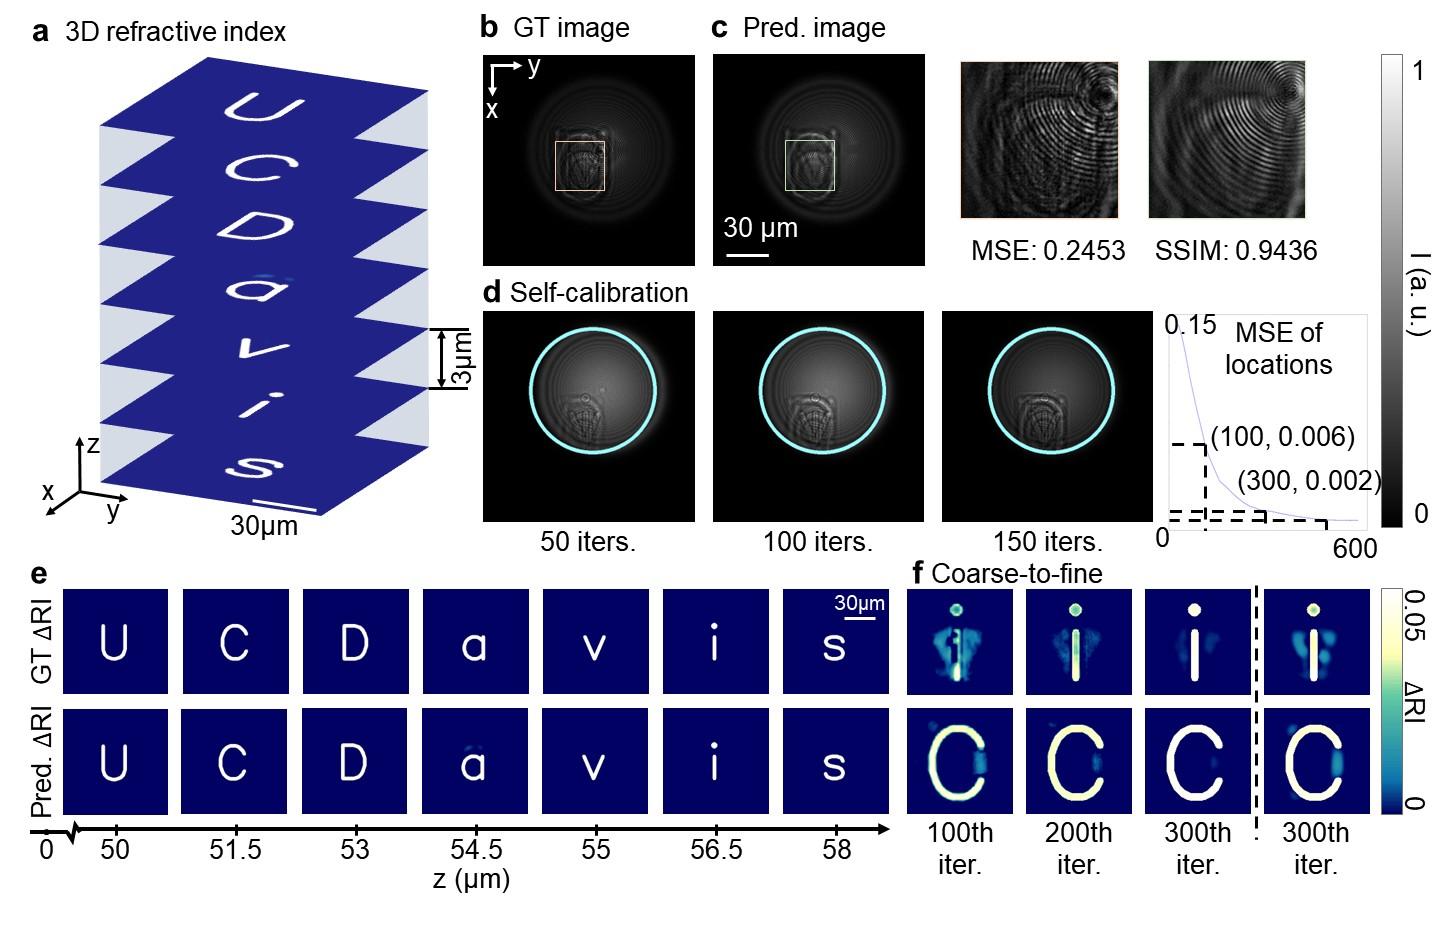 a 3D refractive index
U
C
D
a
v
i
s
3μm
z
x
y
30μm
b GT image
y
x
c Pred. image
30 μm
MSE: 0.2453 SSIM: 0.9436
1
I (a. u.)
0
d Self-calibration
50 iters.
100 iters.
150 iters.
0.15
MSE of
locations
(100, 0.006)
(300, 0.002)
0
600
e
GT ΔRI
U C D a v i s
30μm
Pred. ΔRI
U C D a v i s
0 50 51.5 53 54.5 55 56.5 58
z (μm)
f Coarse-to-fine
i i i i
C C C C
100th
iter.
200th
iter.
300th
iter.
300th
iter.
0.05
ΔRI
0